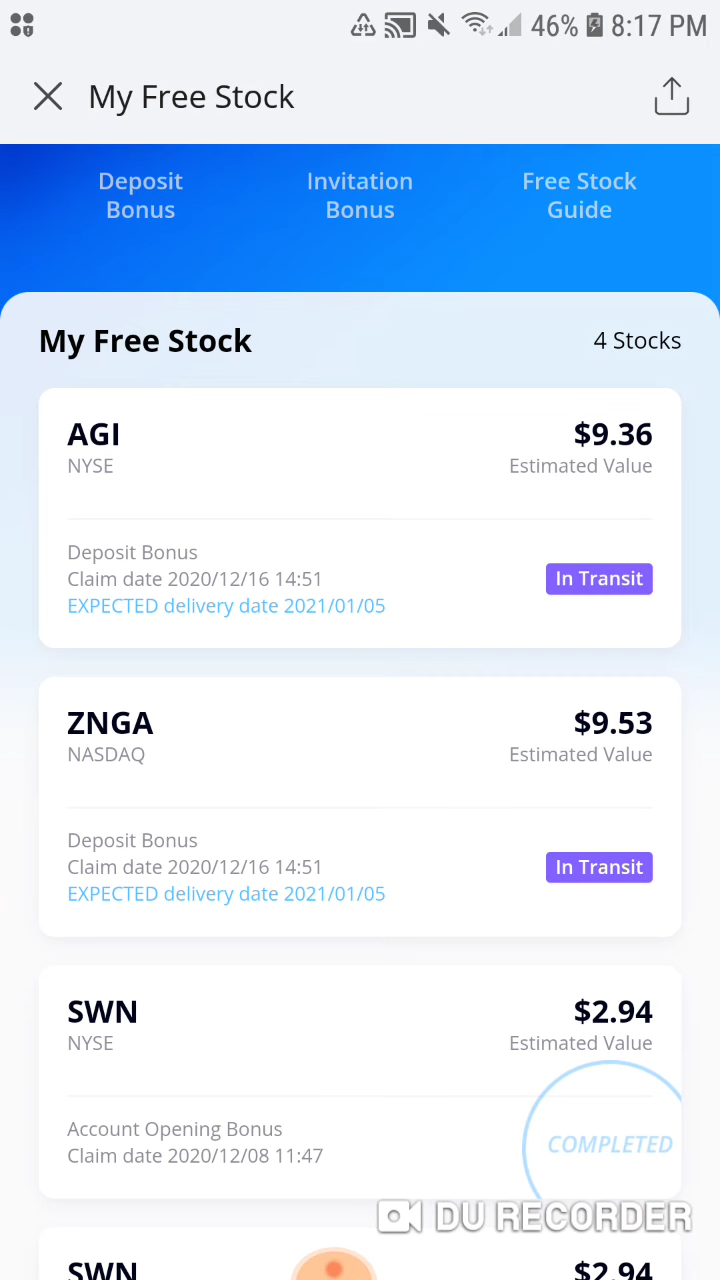 46% 8:17 PM
My Free Stock
Deposit Bonus
Invitation Bonus
Free Stock Guide
My Free Stock
4 Stocks
AGI
$9.36
NYSE
Estimated Value
Deposit Bonus
Claim date 2020/12/16 14:51
In Transit
EXPECTED delivery date 2021/01/05
ZNGA
$9.53
NASDAQ
Estimated Value
Deposit Bonus
Claim date 2020/12/16 14:51
In Transit
EXPECTED delivery date 2021/01/05
SWN
$2.94
NYSE
Estimated Value
Account Opening Bonus
COMPLETED
Claim date 2020/12/08 11:47
DU RECORDER
SWN
$2.94